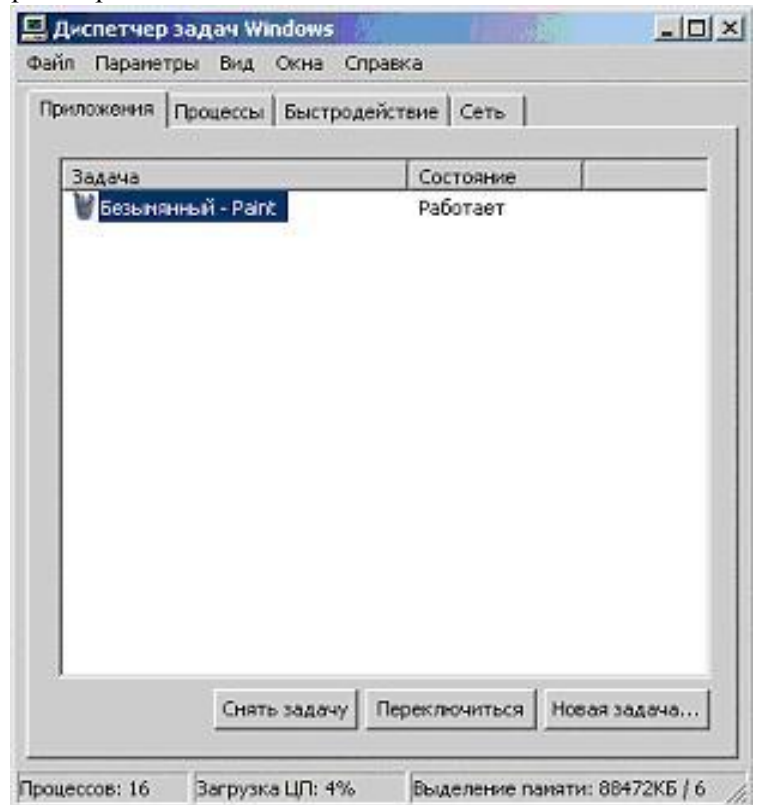 Диспетчер задач Windows
Файл Параметры Вид Окна Справка
Приложения Процессы Быстродействие Сеть
Задача Состояние
Безымянный - Paint Работает
Снять задачу Переключиться Новая задача...
Процессов: 16 Загрузка ЦП: 4% Выделение памяти: 88472КБ / 6